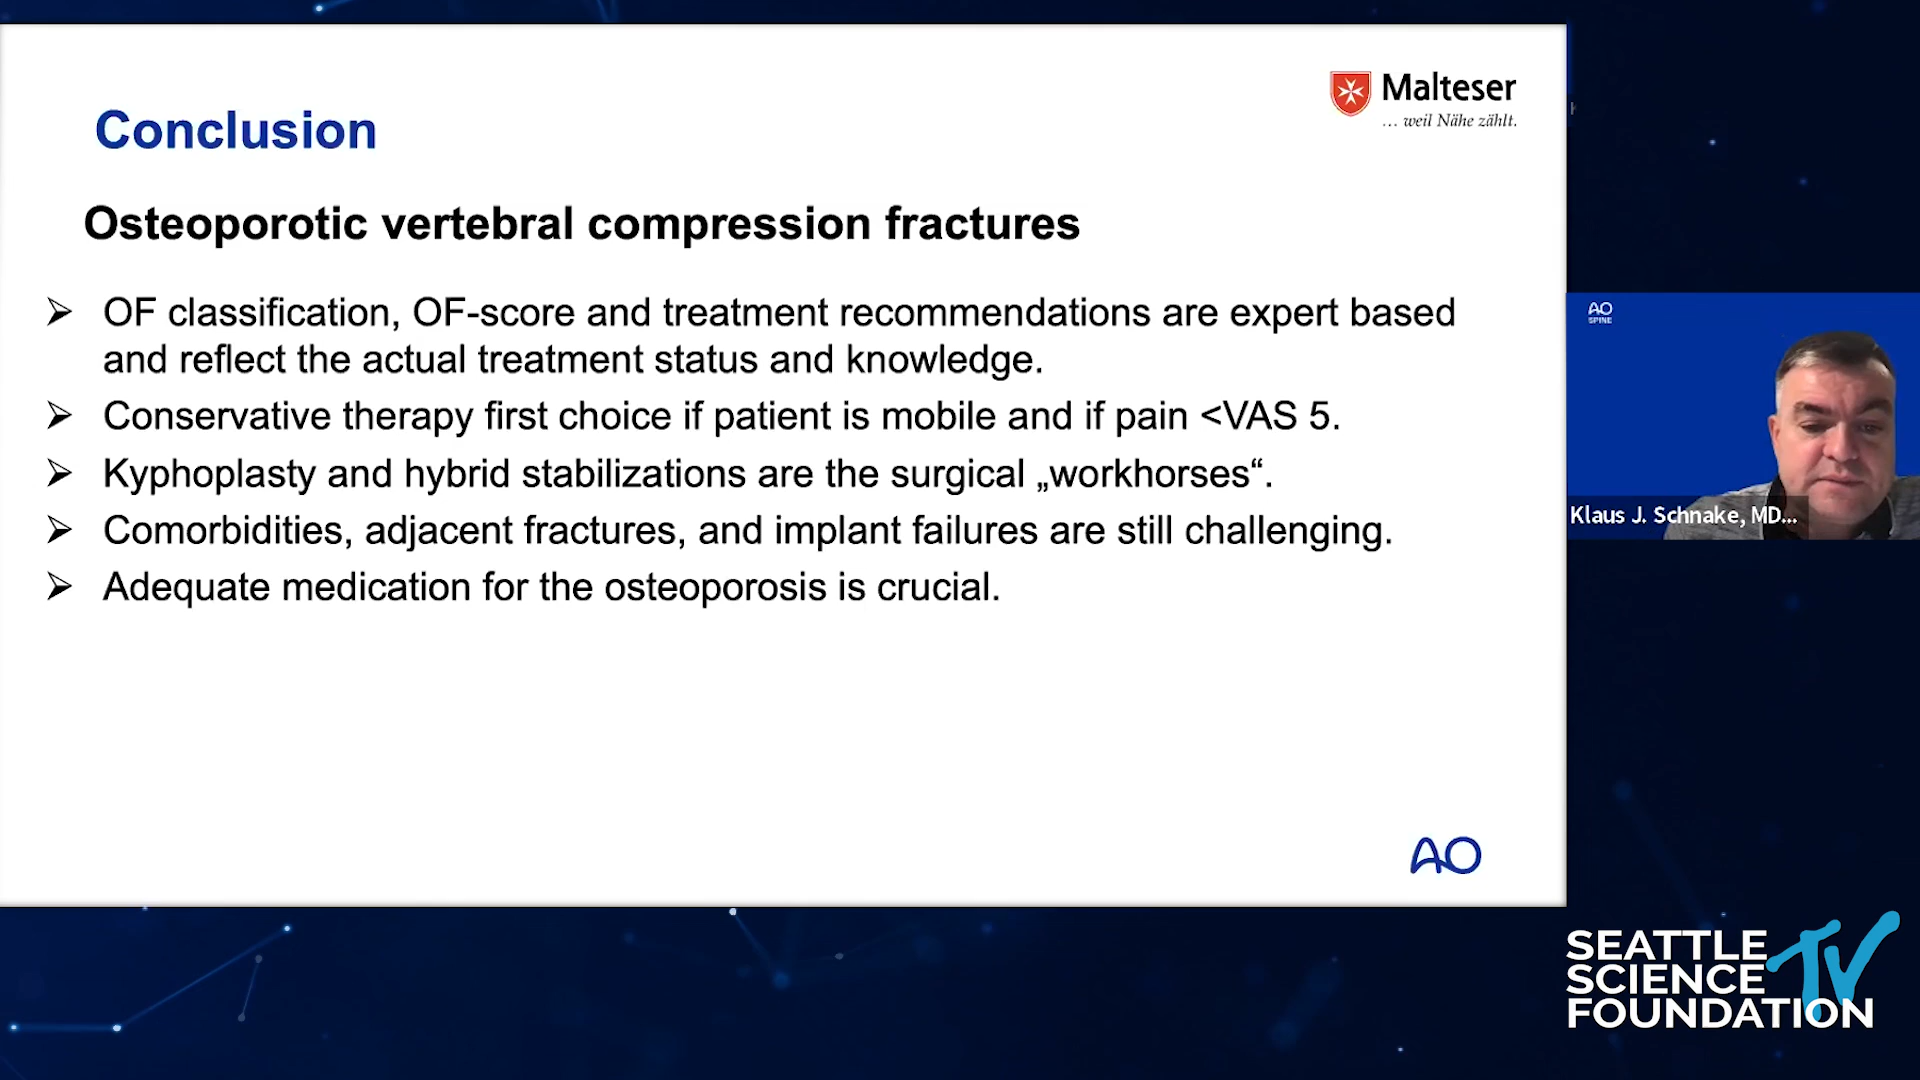 Conclusion
Malteser
... weil Nähe zählt.
Osteoporotic vertebral compression fractures
➢ OF classification, OF-score and treatment recommendations are expert based
and reflect the actual treatment status and knowledge.
➢ Conservative therapy first choice if patient is mobile and if pain <VAS 5.
➢ Kyphoplasty and hybrid stabilizations are the surgical „workhorses“.
➢ Comorbidities, adjacent fractures, and implant failures are still challenging.
➢ Adequate medication for the osteoporosis is crucial.
AO
AO
SPINE
Klaus J. Schnake, MD...
SEATTLE
SCIENCE
FOUNDATION
TV